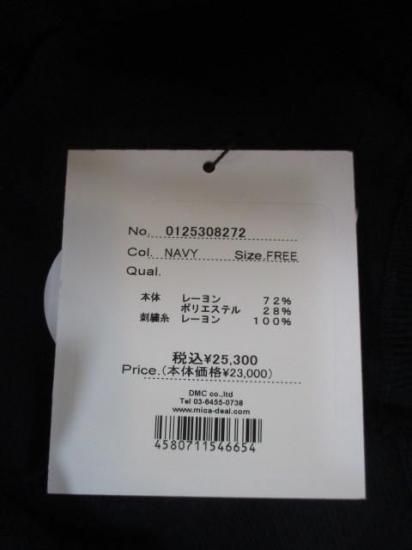 No. 0125308272
Col. NAVY Size.FREE
Qual.
本体 レーヨン 72%
ポリエステル 28%
刺繍糸 レーヨン 100%
税込¥25,300
Price.(本体価格¥23,000)
DMC co.,ltd
Tel 03-6455-0738
www.mica-deal.com
4580711546654